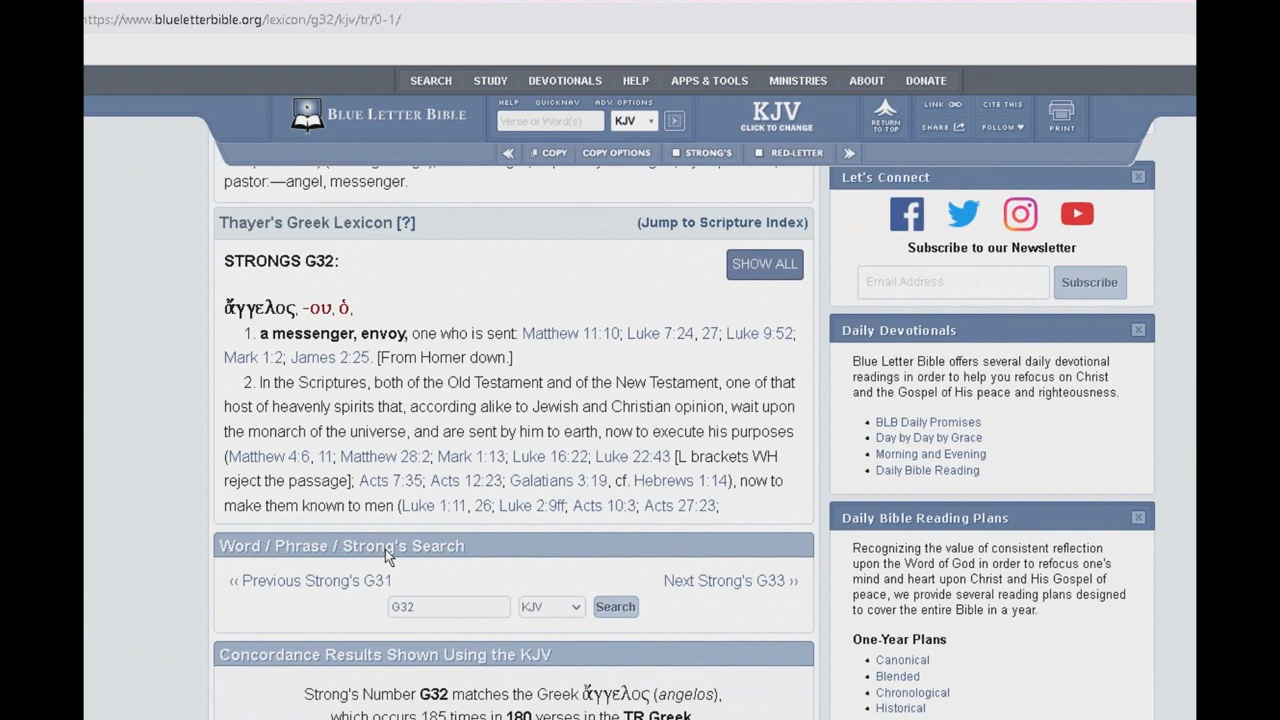 https://www.blueletterbible.org/lexicon/g32/kjv/tr/0-1/
SEARCH STUDY DEVOTIONALS HELP APPS & TOOLS MINISTRIES ABOUT DONATE
BLUE LETTER BIBLE
HELP QUICKNAV ADV. OPTIONS
Verse or Word(s) KJV
KJV
CLICK TO CHANGE
RETURN
TO TOP
LINK CITE THIS
SHARE FOLLOW
PRINT
COPY COPY OPTIONS STRONG'S RED-LETTER
pastor:—angel, messenger.
Thayer's Greek Lexicon [?] (Jump to Scripture Index)
STRONGS G32: SHOW ALL
ἄγγελος, -ου, ὁ,
1. a messenger, envoy, one who is sent: Matthew 11:10; Luke 7:24, 27; Luke 9:52;
Mark 1:2; James 2:25. [From Homer down.]
2. In the Scriptures, both of the Old Testament and of the New Testament, one of that
host of heavenly spirits that, according alike to Jewish and Christian opinion, wait upon
the monarch of the universe, and are sent by him to earth, now to execute his purposes
(Matthew 4:6, 11; Matthew 28:2; Mark 1:13; Luke 16:22; Luke 22:43 [L brackets WH
reject the passage]; Acts 7:35; Acts 12:23; Galatians 3:19, cf. Hebrews 1:14), now to
make them known to men (Luke 1:11, 26; Luke 2:9ff; Acts 10:3; Acts 27:23;
Word / Phrase / Strong's Search
‹‹ Previous Strong's G31 Next Strong's G33 ››
G32 KJV Search
Concordance Results Shown Using the KJV
Strong's Number G32 matches the Greek ἄγγελος (angelos),
which occurs 185 times in 180 verses in the TR Greek.
Let's Connect
Subscribe to our Newsletter
Email Address Subscribe
Daily Devotionals
Blue Letter Bible offers several daily devotional
readings in order to help you refocus on Christ
and the Gospel of His peace and righteousness.
• BLB Daily Promises
• Day by Day by Grace
• Morning and Evening
• Daily Bible Reading
Daily Bible Reading Plans
Recognizing the value of consistent reflection
upon the Word of God in order to refocus one's
mind and heart upon Christ and His Gospel of
peace, we provide several reading plans designed
to cover the entire Bible in a year.
One-Year Plans
• Canonical
• Blended
• Chronological
• Historical